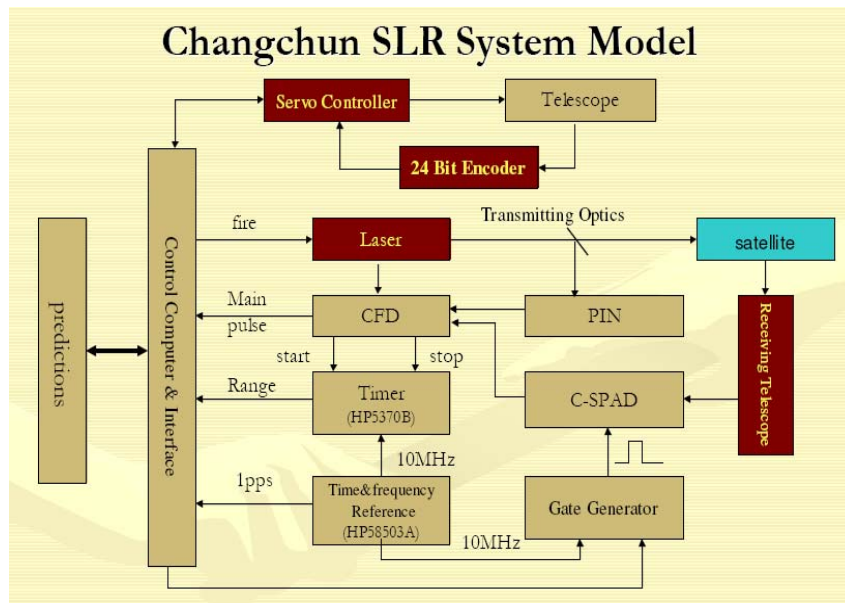 Changchun SLR System Model
Servo Controller
Telescope
24 Bit Encoder
Transmitting Optics
fire
Laser
satellite
predictions
Control Computer & Interface
Main
pulse
CFD
PIN
Receiving Telescope
start
stop
Range
Timer
(HP5370B)
C-SPAD
10MHz
1pps
Time&frequency
Reference
(HP58503A)
Gate Generator
10MHz